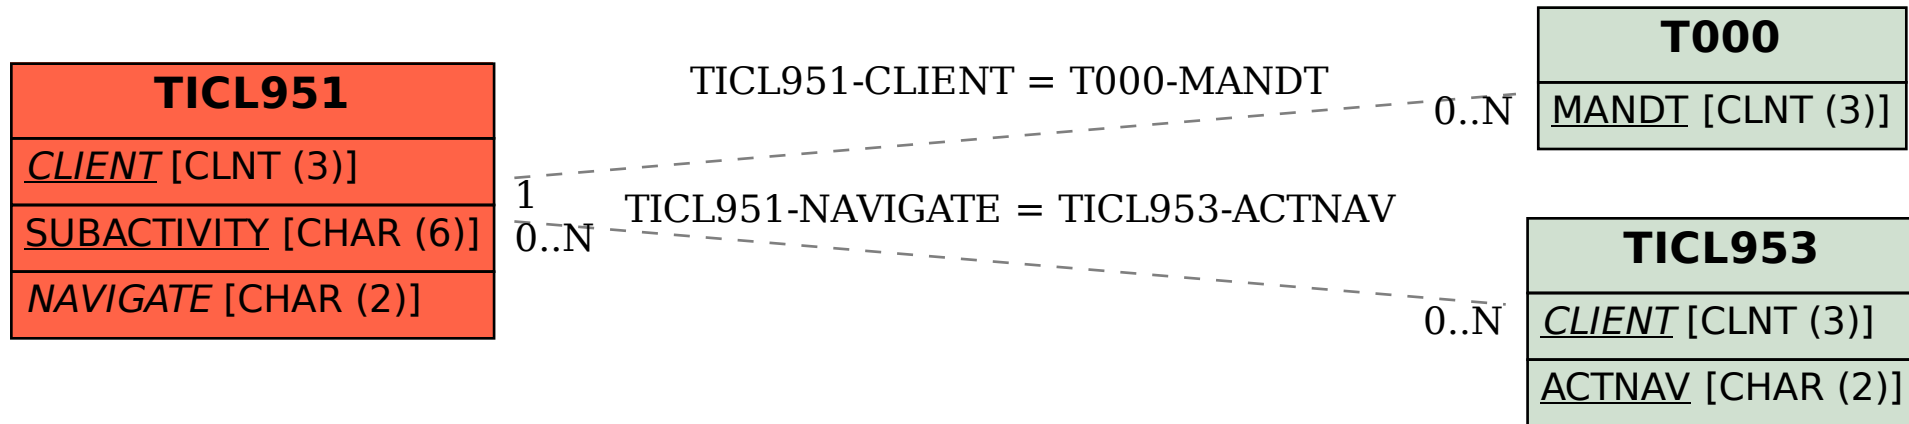 TICL951
CLIENT [CLNT (3)]
SUBACTIVITY [CHAR (6)]
NAVIGATE [CHAR (2)]
TICL951-CLIENT = T000-MANDT
1
0..N
TICL951-NAVIGATE = TICL953-ACTNAV
0..N
0..N
T000
MANDT [CLNT (3)]
TICL953
CLIENT [CLNT (3)]
ACTNAV [CHAR (2)]